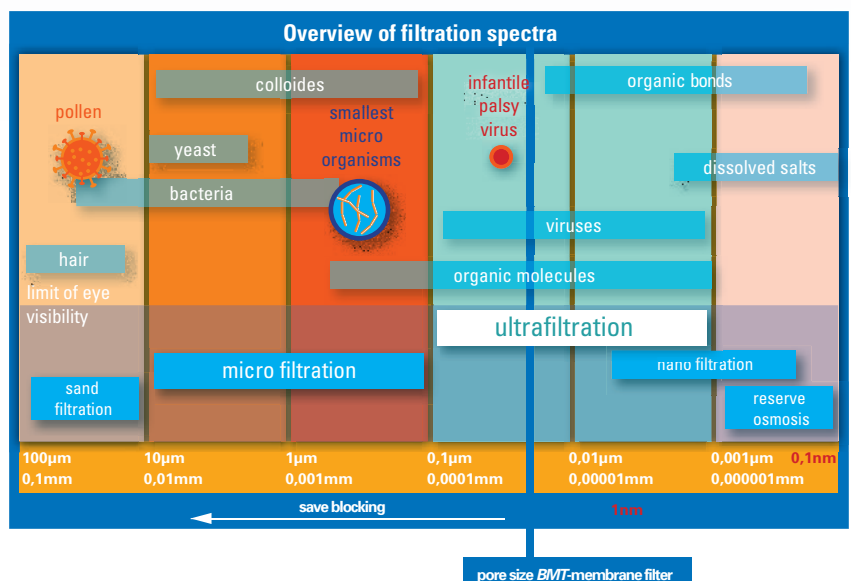 Overview of filtration spectra
colloides
infantile
palsy
virus
organic bonds
pollen
smallest
micro
organisms
yeast
dissolved salts
bacteria
viruses
hair
organic molecules
limit of eye
visibility
ultrafiltration
micro filtration
nano filtration
sand
filtration
reserve
osmosis
100µm 10µm 1µm 0,1µm 0,01µm 0,001µm 0,1nm
0,1mm 0,01mm 0,001mm 0,0001mm 0,00001mm 0,000001mm
save blocking 1nm
pore size BMT-membrane filter